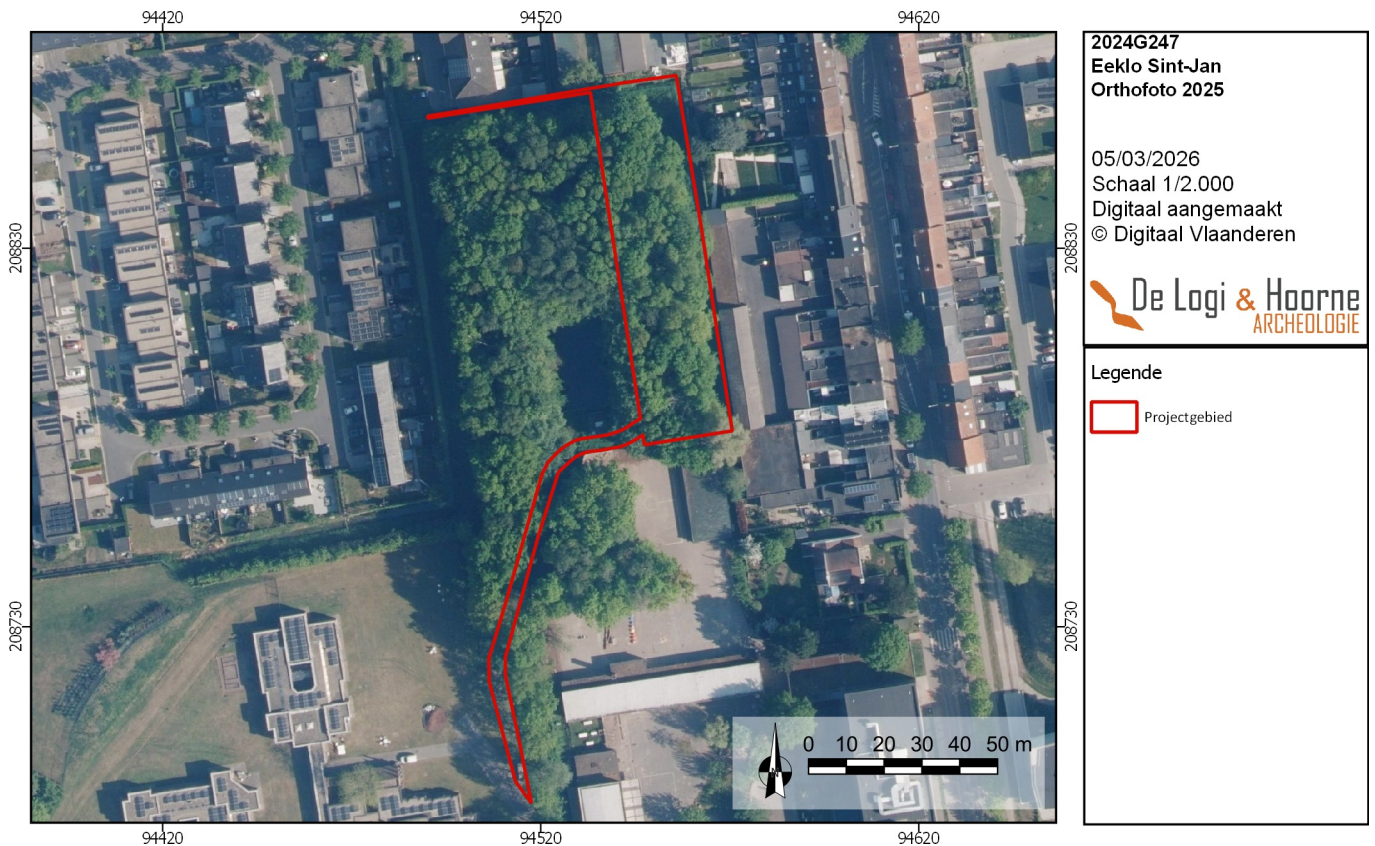 94420 94520 94620
208830 208830
208730 208730
94420 94520 94620
0 10 20 30 40 50 m
N
2024G247
Eeklo Sint-Jan
Orthofoto 2025
05/03/2026
Schaal 1/2.000
Digitaal aangemaakt
© Digitaal Vlaanderen
De Logi & Hoorne
ARCHEOLOGIE
Legende
Projectgebied